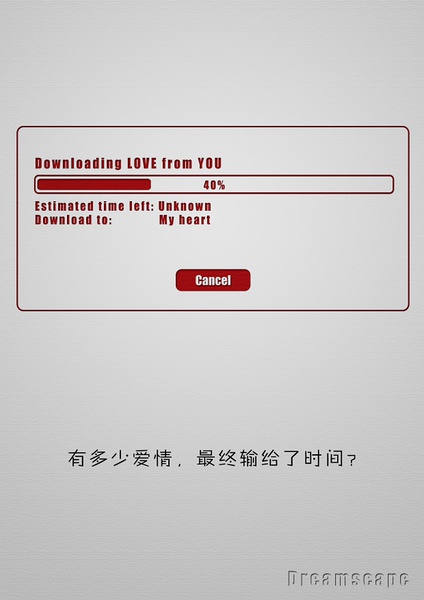 Downloading LOVE from YOU
40%
Estimated time left: Unknown
Download to: My heart
Cancel
有多少爱情，最终输给了时间?
Dreamscape